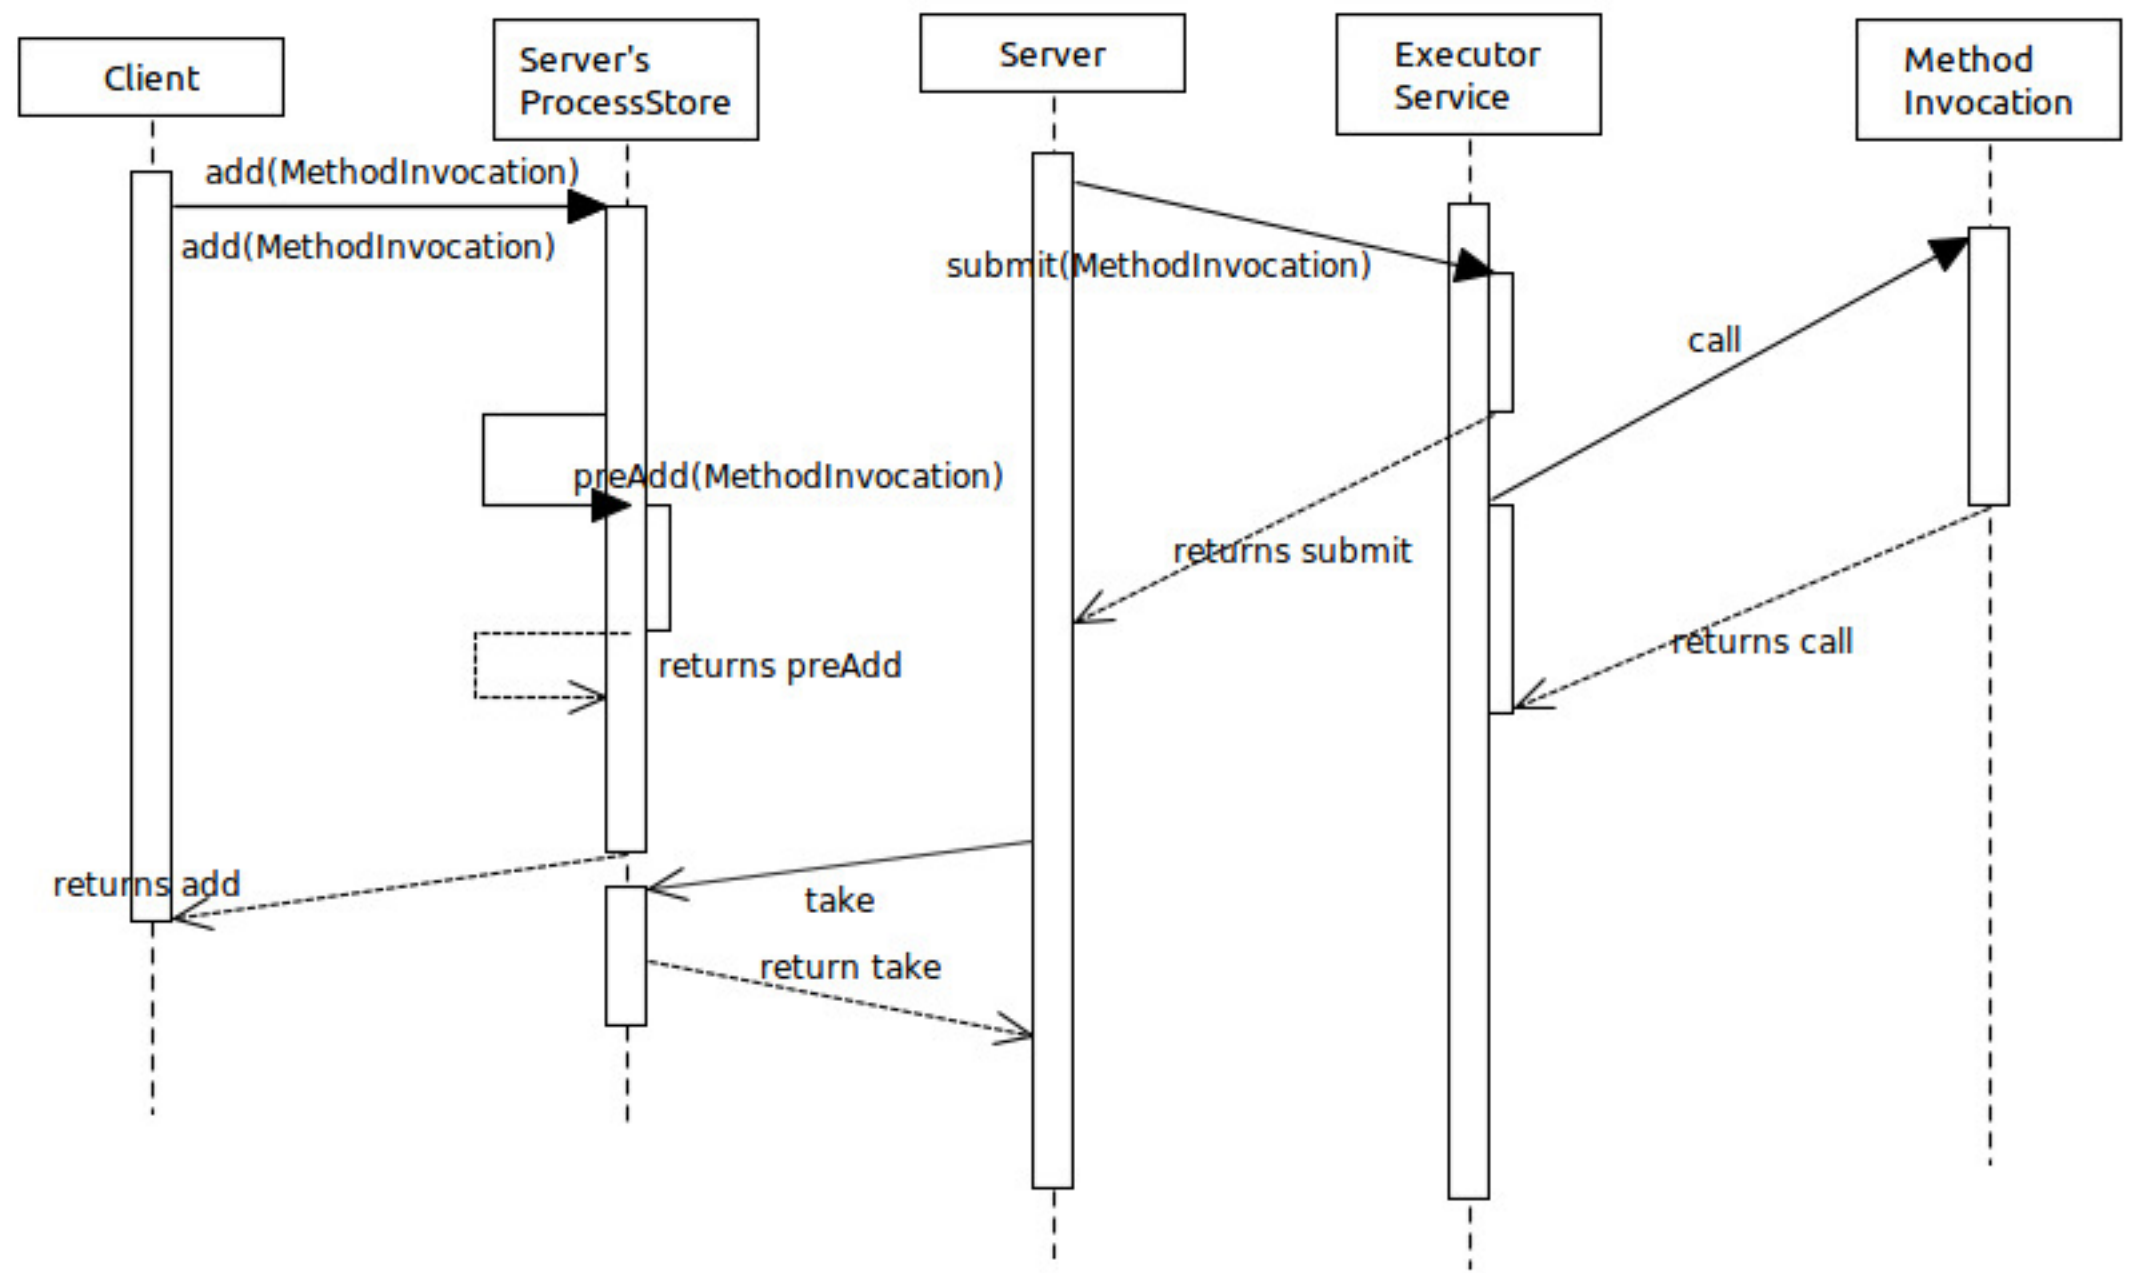 Client
Server's
ProcessStore
Server
Executor
Service
Method
Invocation
add(MethodInvocation)
add(MethodInvocation)
submit(MethodInvocation)
call
preAdd(MethodInvocation)
returns submit
returns call
returns preAdd
returns add
take
return take